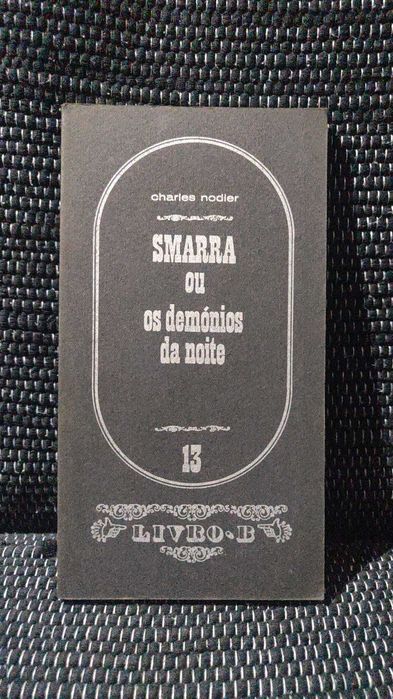 charles nodier
SMARRA
ou
os demónios
da noite
13
LIVRO-B